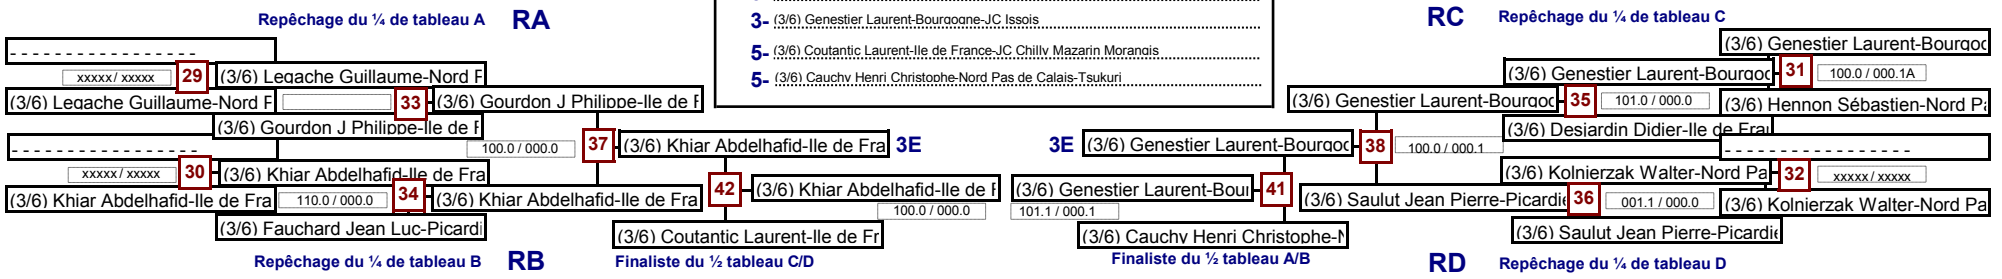 Repêchage du ¼ de tableau A RA
RC Repêchage du ¼ de tableau C
3- (3/6) Genestier Laurent-Bourgogne-JC Issois
5- (3/6) Coutantic Laurent-Ile de France-JC Chilly Mazarin Morangis
5- (3/6) Cauchy Henri Christophe-Nord Pas de Calais-Tsukuri
- - - - - - - - - - - - - - - - -
xxxxx / xxxxx 29 (3/6) Legache Guillaume-Nord P
(3/6) Legache Guillaume-Nord P 33 (3/6) Gourdon J Philippe-Ile de F
(3/6) Gourdon J Philippe-Ile de F
- - - - - - - - - - - - - - - - -
100.0 / 000.0 37 (3/6) Khiar Abdelhafid-Ile de Fra 3E
xxxxx / xxxxx 30 (3/6) Khiar Abdelhafid-Ile de Fra
(3/6) Khiar Abdelhafid-Ile de Fra 110.0 / 000.0 34 (3/6) Khiar Abdelhafid-Ile de Fra
42 (3/6) Khiar Abdelhafid-Ile de F
100.0 / 000.0
(3/6) Fauchard Jean Luc-Picardi
(3/6) Coutantic Laurent-Ile de Fr
Repêchage du ¼ de tableau B RB Finaliste du ½ tableau C/D
(3/6) Genestier Laurent-Bourgog
(3/6) Genestier Laurent-Bourgog 31 100.0 / 000.1A
(3/6) Genestier Laurent-Bourgog 35 101.0 / 000.0 (3/6) Hennon Sébastien-Nord Pa
(3/6) Desjardin Didier-Ile de Frai
3E (3/6) Genestier Laurent-Bourgog 38 100.0 / 000.1
- - - - - - - - - - - - - - - - -
(3/6) Kolnierzak Walter-Nord Pa 32 xxxxx / xxxxx
(3/6) Genestier Laurent-Bour 41 (3/6) Saulut Jean Pierre-Picardie 36 001.1 / 000.0 (3/6) Kolnierzak Walter-Nord Pa
101.1 / 000.1
(3/6) Cauchy Henri Christophe-N
(3/6) Saulut Jean Pierre-Picardie
Finaliste du ½ tableau A/B RD Repêchage du ¼ de tableau D